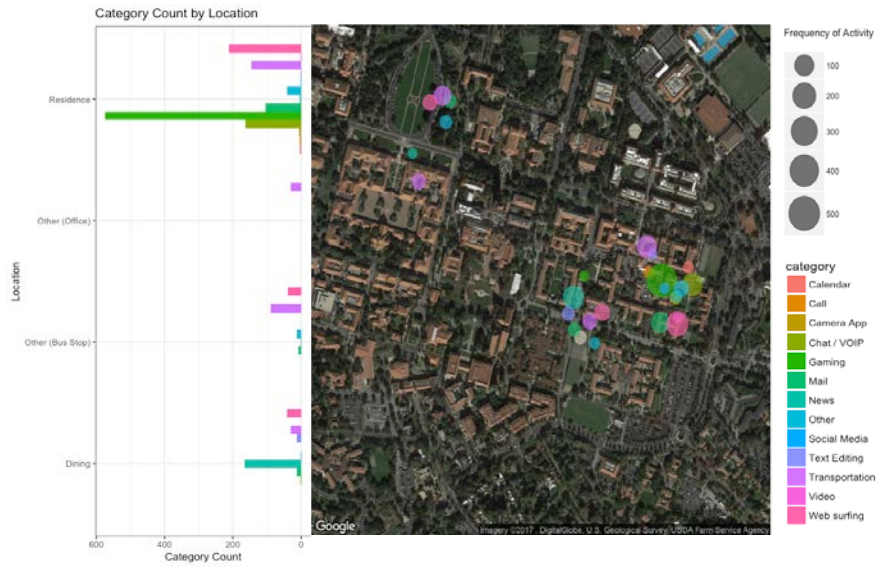 Category Count by Location
Location
Residence
Other (Office)
Other (Bus Stop)
Dining
600
400
200
0
Category Count
Google
Imagery ©2017 , DigitalGlobe, U.S. Geological Survey, USDA Farm Service Agency
Frequency of Activity
100
200
300
400
500
category
Calendar
Call
Camera App
Chat / VOIP
Gaming
Mail
News
Other
Social Media
Text Editing
Transportation
Video
Web surfing